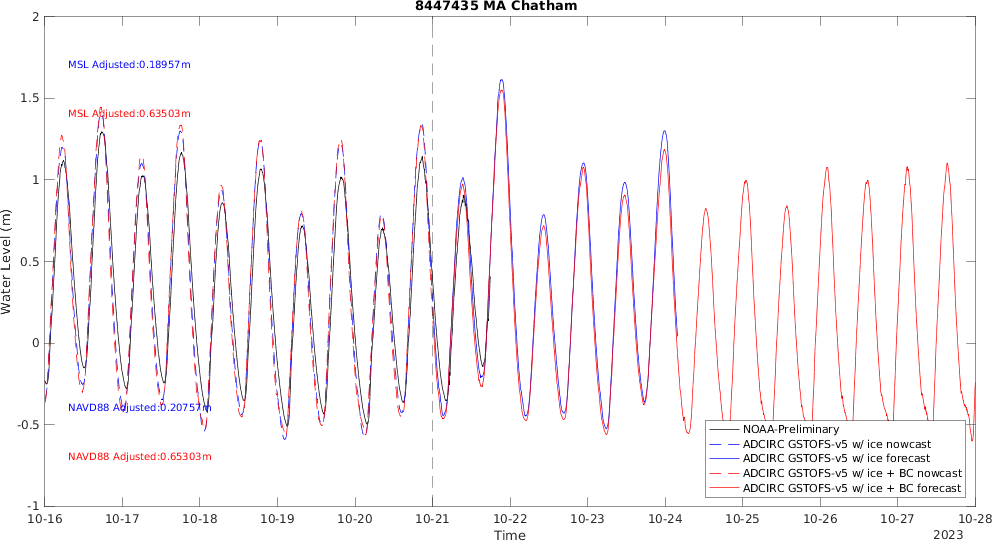 8447435 MA Chatham
2
MSL Adjusted:0.18957m
1.5
MSL Adjusted:0.63503m
1
0.5
Water Level (m)
0
NAVD88 Adjusted:0.20757m
-0.5
NAVD88 Adjusted:0.65303m
-1
NOAA-Preliminary
ADCIRC GSTOFS-v5 w/ ice nowcast
ADCIRC GSTOFS-v5 w/ ice forecast
ADCIRC GSTOFS-v5 w/ ice + BC nowcast
ADCIRC GSTOFS-v5 w/ ice + BC forecast
10-16 10-17 10-18 10-19 10-20 10-21 10-22 10-23 10-24 10-25 10-26 10-27 10-28
Time
2023